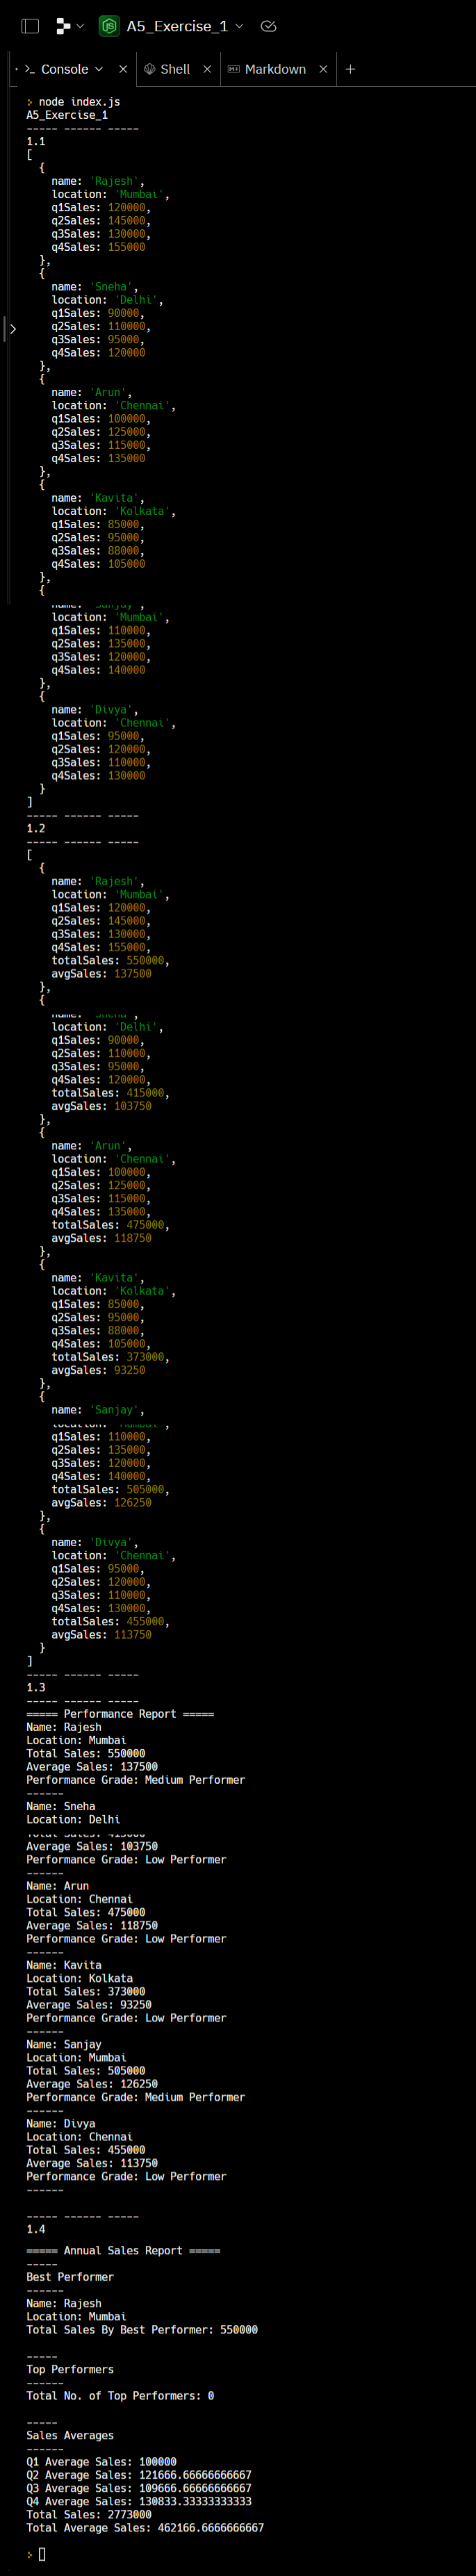 A5_Exercise_1
Console
Shell
Markdown
node index.js
A5_Exercise_1
----- ------ -----
1.1
[
  {
    name: 'Rajesh',
    location: 'Mumbai',
    q1Sales: 120000,
    q2Sales: 145000,
    q3Sales: 130000,
    q4Sales: 155000
  },
  {
    name: 'Sneha',
    location: 'Delhi',
    q1Sales: 90000,
    q2Sales: 110000,
    q3Sales: 95000,
    q4Sales: 120000
  },
  {
    name: 'Arun',
    location: 'Chennai',
    q1Sales: 100000,
    q2Sales: 125000,
    q3Sales: 115000,
    q4Sales: 135000
  },
  {
    name: 'Kavita',
    location: 'Kolkata',
    q1Sales: 85000,
    q2Sales: 95000,
    q3Sales: 88000,
    q4Sales: 105000
  },
  {
    name: 'Sanjay',
    location: 'Mumbai',
    q1Sales: 110000,
    q2Sales: 135000,
    q3Sales: 120000,
    q4Sales: 140000
  },
  {
    name: 'Divya',
    location: 'Chennai',
    q1Sales: 95000,
    q2Sales: 120000,
    q3Sales: 110000,
    q4Sales: 130000
  }
]
----- ------ -----
1.2
----- ------ -----
[
  {
    name: 'Rajesh',
    location: 'Mumbai',
    q1Sales: 120000,
    q2Sales: 145000,
    q3Sales: 130000,
    q4Sales: 155000,
    totalSales: 550000,
    avgSales: 137500
  },
  {
    name: 'Sneha',
    location: 'Delhi',
    q1Sales: 90000,
    q2Sales: 110000,
    q3Sales: 95000,
    q4Sales: 120000,
    totalSales: 415000,
    avgSales: 103750
  },
  {
    name: 'Arun',
    location: 'Chennai',
    q1Sales: 100000,
    q2Sales: 125000,
    q3Sales: 115000,
    q4Sales: 135000,
    totalSales: 475000,
    avgSales: 118750
  },
  {
    name: 'Kavita',
    location: 'Kolkata',
    q1Sales: 85000,
    q2Sales: 95000,
    q3Sales: 88000,
    q4Sales: 105000,
    totalSales: 373000,
    avgSales: 93250
  },
  {
    name: 'Sanjay',
    location: 'Mumbai',
    q1Sales: 110000,
    q2Sales: 135000,
    q3Sales: 120000,
    q4Sales: 140000,
    totalSales: 505000,
    avgSales: 126250
  },
  {
    name: 'Divya',
    location: 'Chennai',
    q1Sales: 95000,
    q2Sales: 120000,
    q3Sales: 110000,
    q4Sales: 130000,
    totalSales: 455000,
    avgSales: 113750
  }
]
----- ------ -----
1.3
----- ------ -----
===== Performance Report =====
Name: Rajesh
Location: Mumbai
Total Sales: 550000
Average Sales: 137500
Performance Grade: Medium Performer
------
Name: Sneha
Location: Delhi
Total Sales: 415000
Average Sales: 103750
Performance Grade: Low Performer
------
Name: Arun
Location: Chennai
Total Sales: 475000
Average Sales: 118750
Performance Grade: Low Performer
------
Name: Kavita
Location: Kolkata
Total Sales: 373000
Average Sales: 93250
Performance Grade: Low Performer
------
Name: Sanjay
Location: Mumbai
Total Sales: 505000
Average Sales: 126250
Performance Grade: Medium Performer
------
Name: Divya
Location: Chennai
Total Sales: 455000
Average Sales: 113750
Performance Grade: Low Performer
------
----- ------ -----
1.4
===== Annual Sales Report =====
-----
Best Performer
------
Name: Rajesh
Location: Mumbai
Total Sales By Best Performer: 550000
-----
Top Performers
------
Total No. of Top Performers: 0
-----
Sales Averages
------
Q1 Average Sales: 100000
Q2 Average Sales: 121666.66666666667
Q3 Average Sales: 109666.66666666667
Q4 Average Sales: 130833.33333333333
Total Sales: 2773000
Total Average Sales: 462166.6666666667